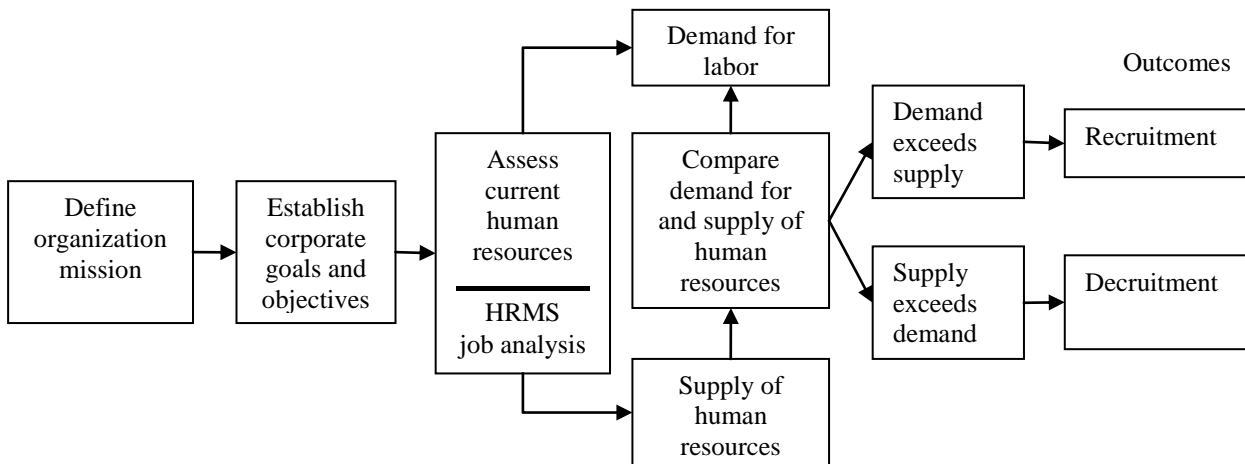 Define
organization
mission
Establish
corporate
goals and
objectives
Assess
current
human
resources
HRMS
job analysis
Demand for
labor
Compare
demand for
and supply of
human
resources
Supply of
human
resources
Demand
exceeds
supply
Supply
exceeds
demand
Outcomes
Recruitment
Decruitment